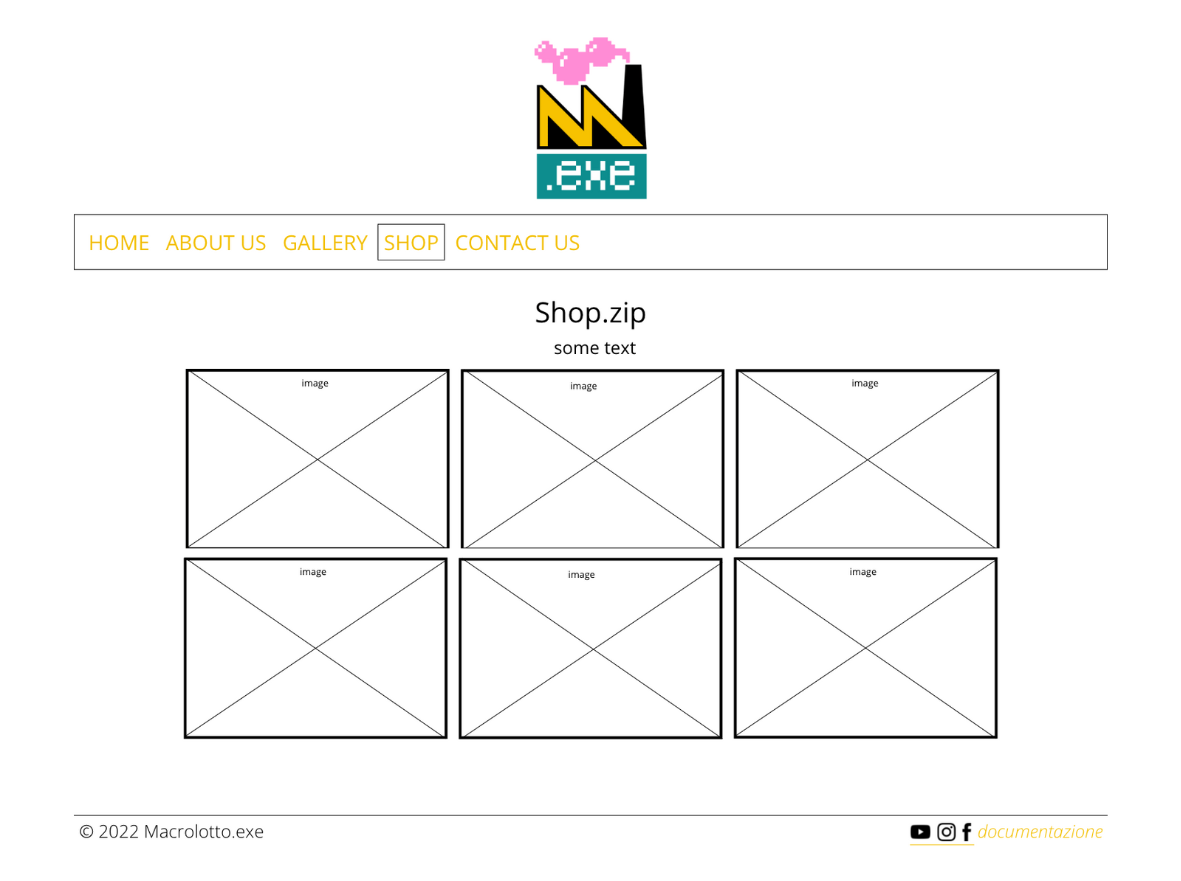 .exe
HOME ABOUT US GALLERY SHOP CONTACT US
Shop.zip
some text
image image image
image image image
© 2022 Macrolotto.exe documentazione